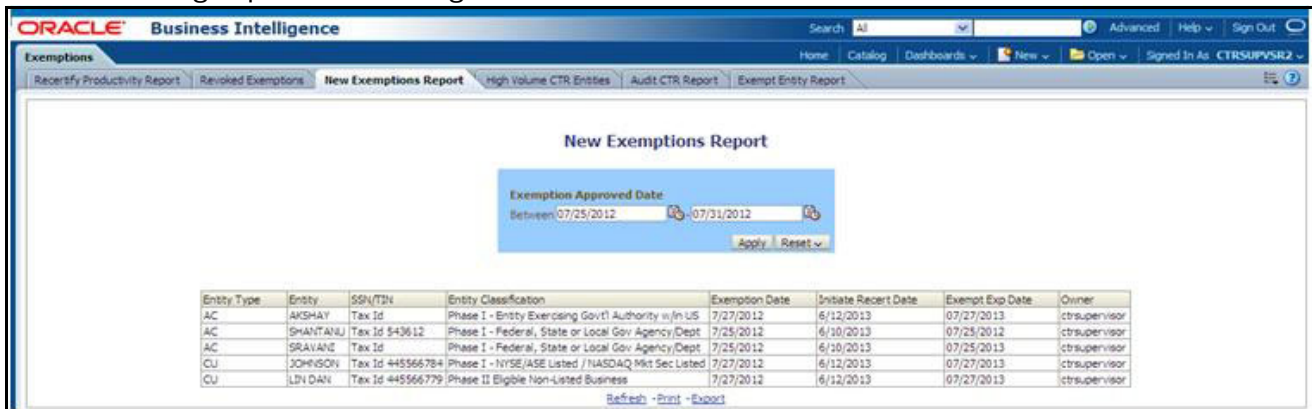 ORACLE Business Intelligence Search All Advanced Help Sign Out
Exemptions Home Catalog Dashboards New Open Signed In As CTRSUPVSR2
Recertify Productivity Report Revoked Exemptions New Exemptions Report High Volume CTR Entities Audit CTR Report Exempt Entity Report
New Exemptions Report
Exemption Approved Date
Between 07/25/2012 - 07/31/2012
Apply Reset
Entity Type Entity SSN/TIN Entity Classification Exemption Date Initiate Recert Date Exempt Exp Date Owner
AC AKSHAY Tax Id Phase I - Entity Exercising Govt'l Authority w/in US 7/27/2012 6/12/2013 07/27/2013 ctrsupervisor
AC SHANTANU Tax Id 543612 Phase I - Federal, State or Local Gov Agency/Dept 7/25/2012 6/10/2013 07/25/2012 ctrsupervisor
AC SRAVANI Tax Id Phase I - Federal, State or Local Gov Agency/Dept 7/25/2012 6/10/2013 07/25/2013 ctrsupervisor
CU JOHNSON Tax Id 445566784 Phase I - NYSE/ASE Listed / NASDAQ Mkt Sec Listed 7/27/2012 6/12/2013 07/27/2013 ctrsupervisor
CU LIN DAN Tax Id 445566779 Phase II Eligible Non-Listed Business 7/27/2012 6/12/2013 07/27/2013 ctrsupervisor
Refresh - Print - Export